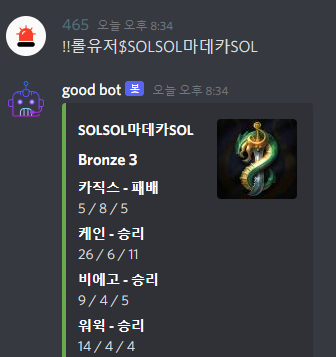 465 오늘 오후 8:34
!!롤유저$SOLSOL마데카SOL
good bot 봇 오늘 오후 8:34
SOLSOL마데카SOL
Bronze 3
카직스 - 패배
5 / 8 / 5
케인 - 승리
26 / 6 / 11
비에고 - 승리
9 / 4 / 5
워윅 - 승리
14 / 4 / 4